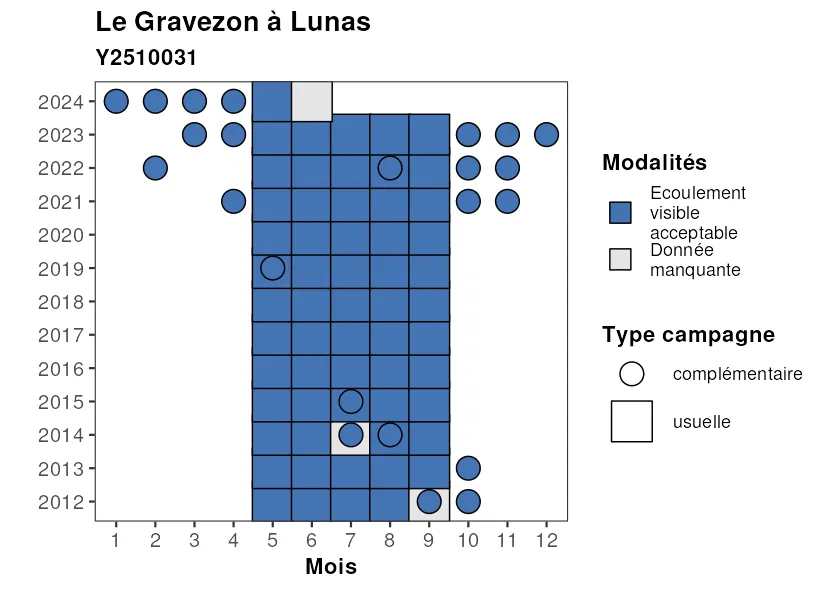 Le Gravezon à Lunas
Y2510031
2024
2023
2022
2021
2020
2019
2018
2017
2016
2015
2014
2013
2012
1 2 3 4 5 6 7 8 9 10 11 12
Mois
Modalités
Ecoulement
visible
acceptable
Donnée
manquante
Type campagne
complémentaire
usuelle